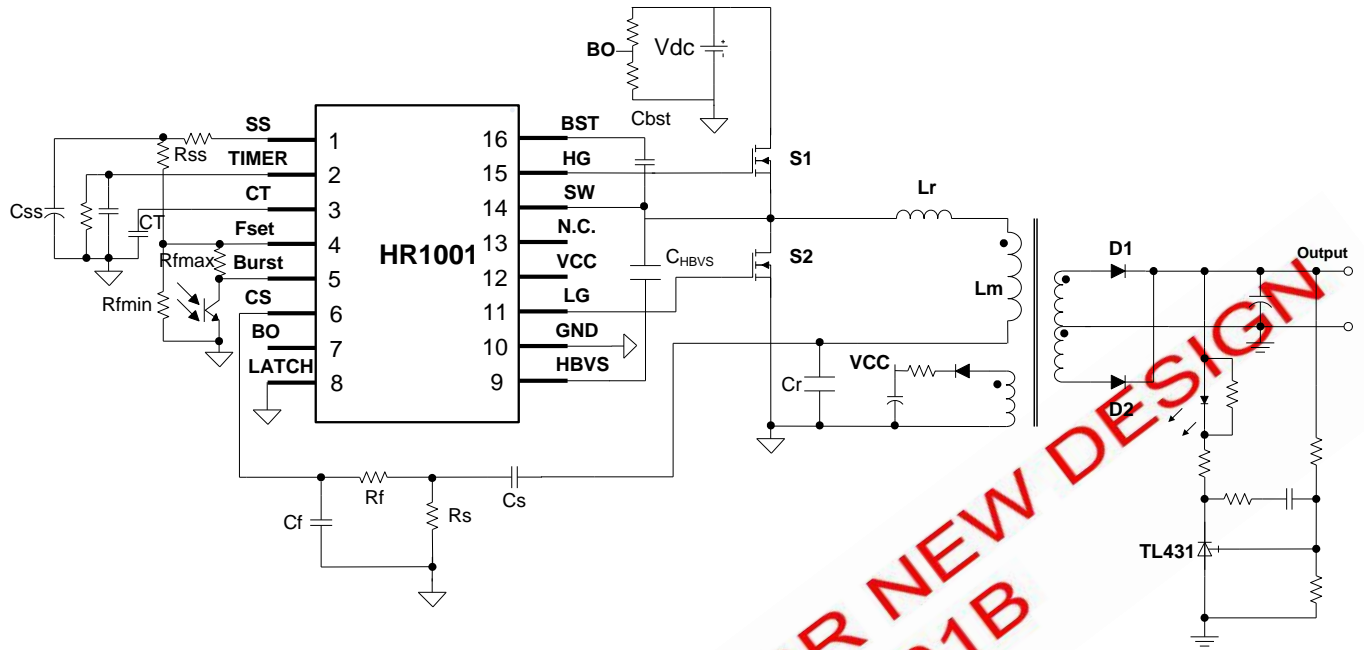 BO
Vdc
+
Cbst
SS
1
16
BST
Rss
TIMER
2
15
HG
S1
Css
CT
CT
3
14
SW
Lr
Fset
4
HR1001
13
N.C.
Rfmax
Burst
5
12
VCC
CHBVS
S2
Rfmin
CS
6
11
LG
Lm
D1
Output
BO
7
10
GND
LATCH
8
9
HBVS
Cr
VCC
D2
Rf
Cs
Cf
Rs
TL431
R NEW DESIGN
1B